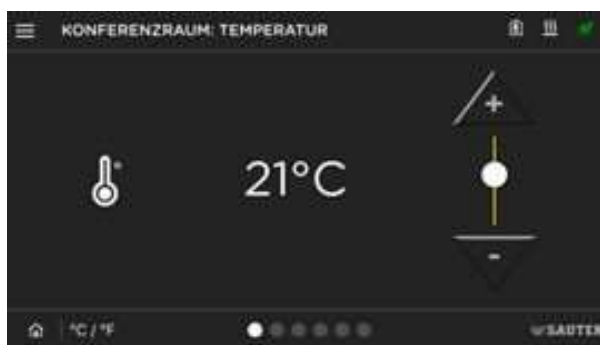 KONFERENZRAUM: TEMPERATUR
+
21°C
-
°C / °F
SAUTER